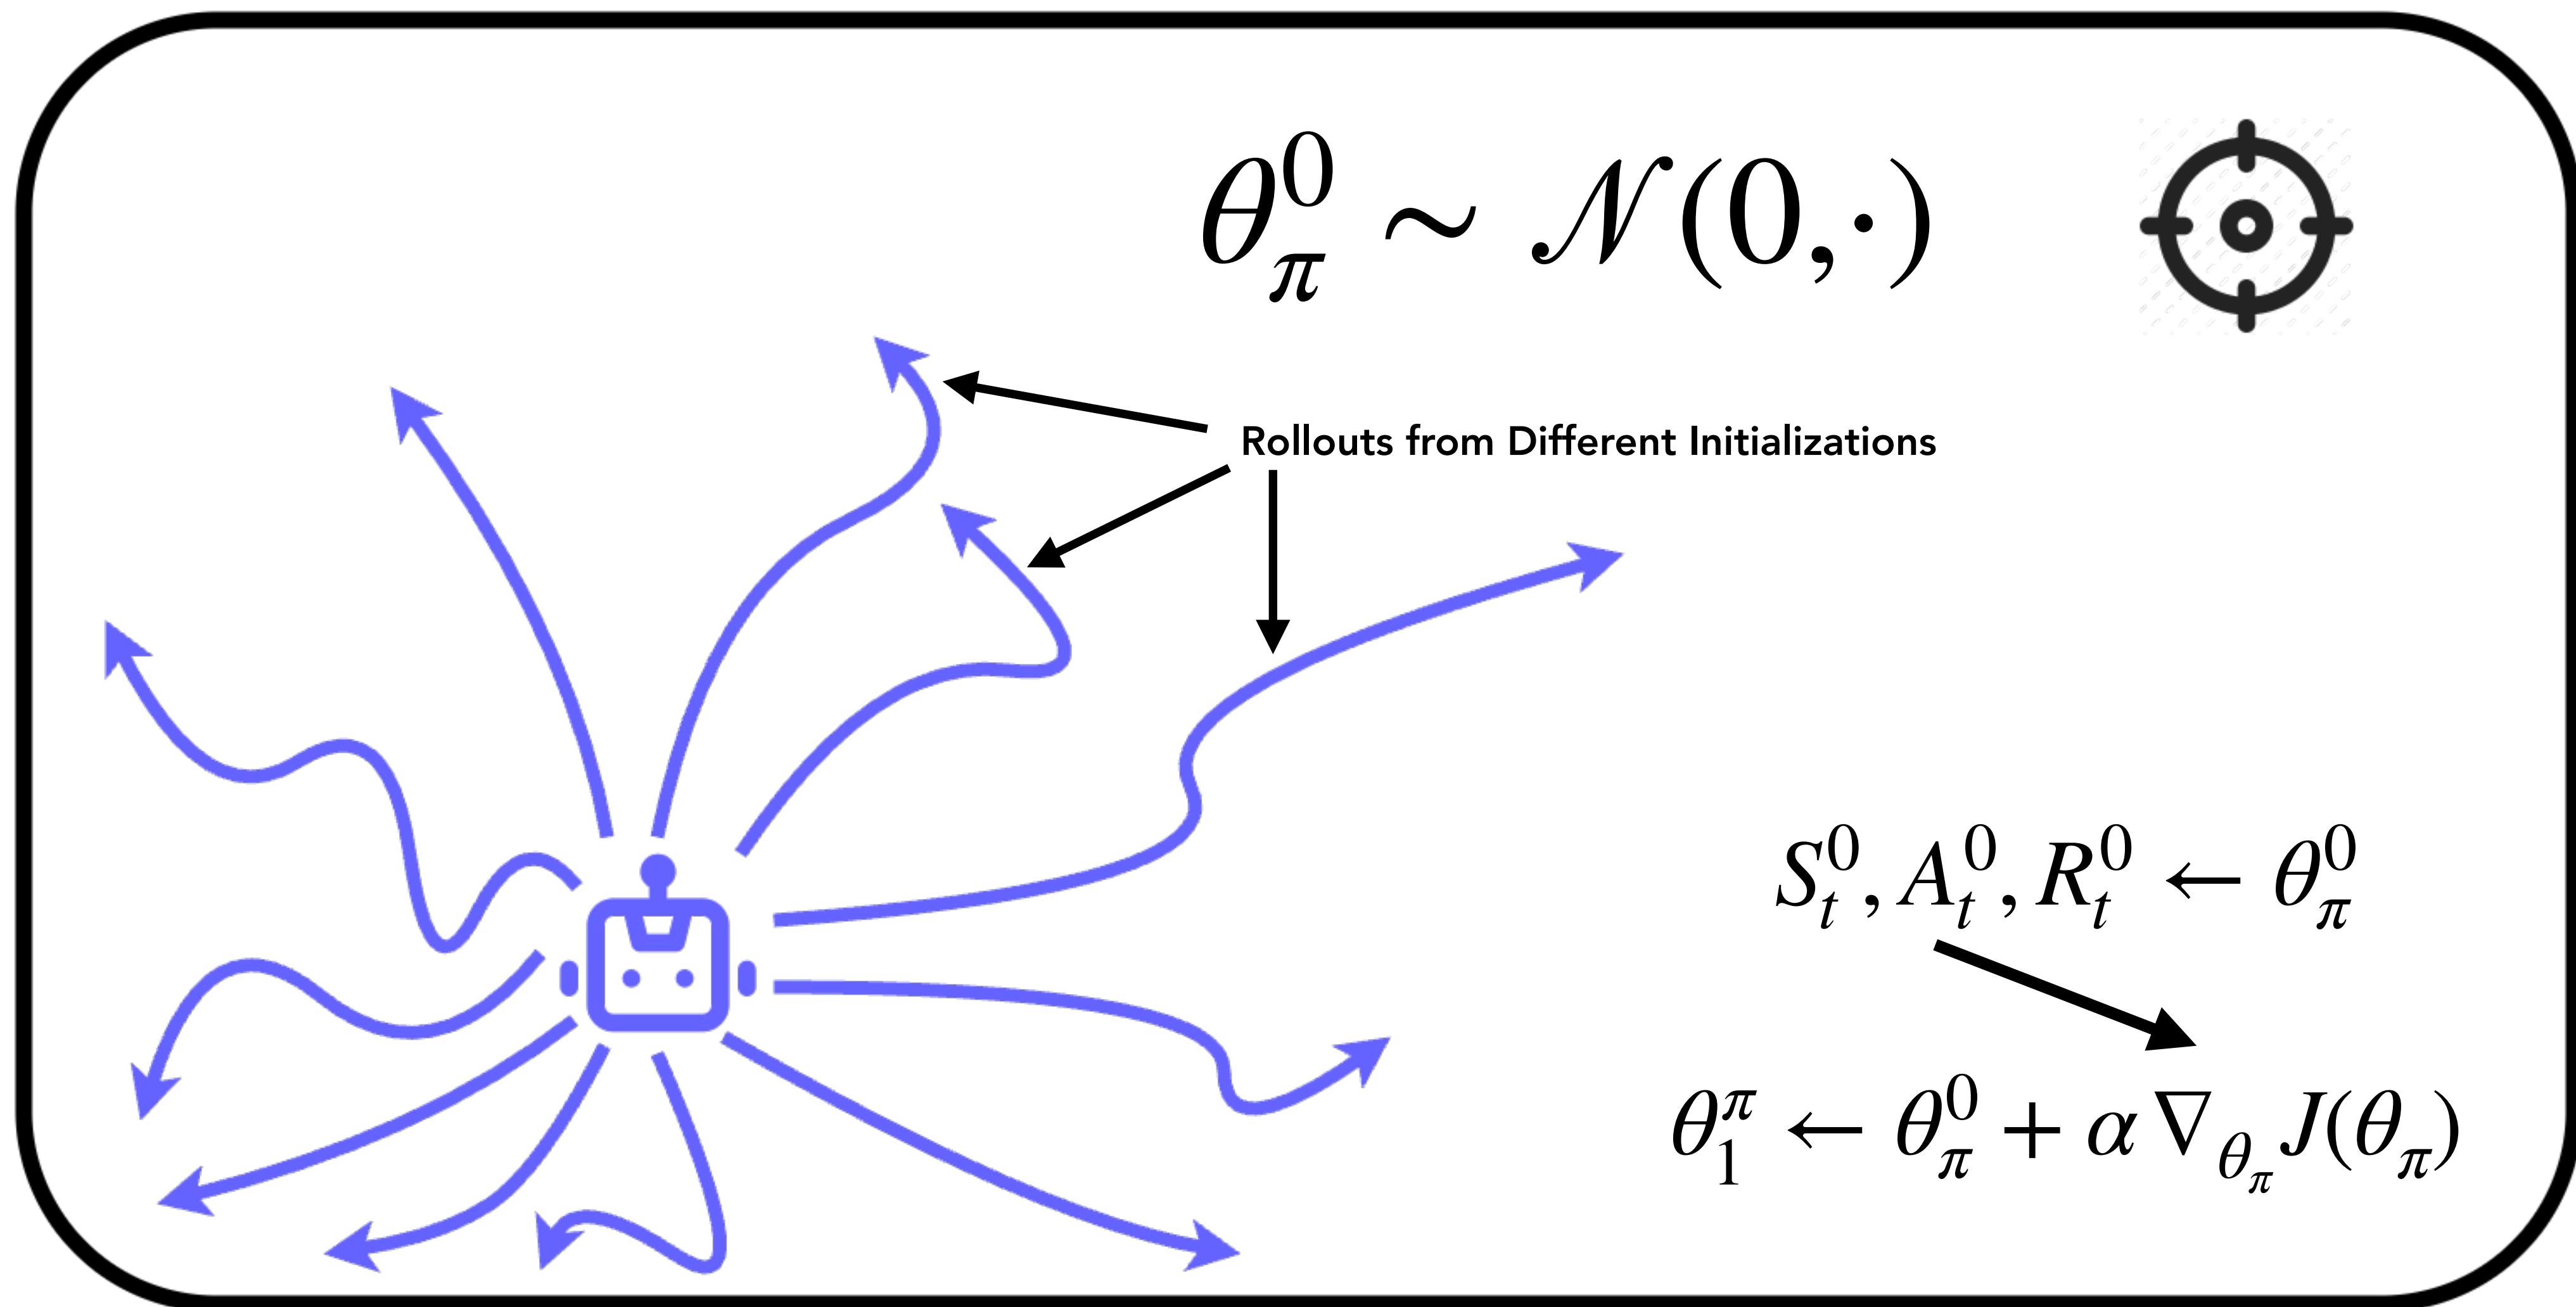 θ_π^0 ∼ 𝒩(0,·)
Rollouts from Different Initializations
S_t^0, A_t^0, R_t^0 ← θ_π^0
θ_1^π ← θ_π^0 + α ∇_{θ_π} J(θ_π)